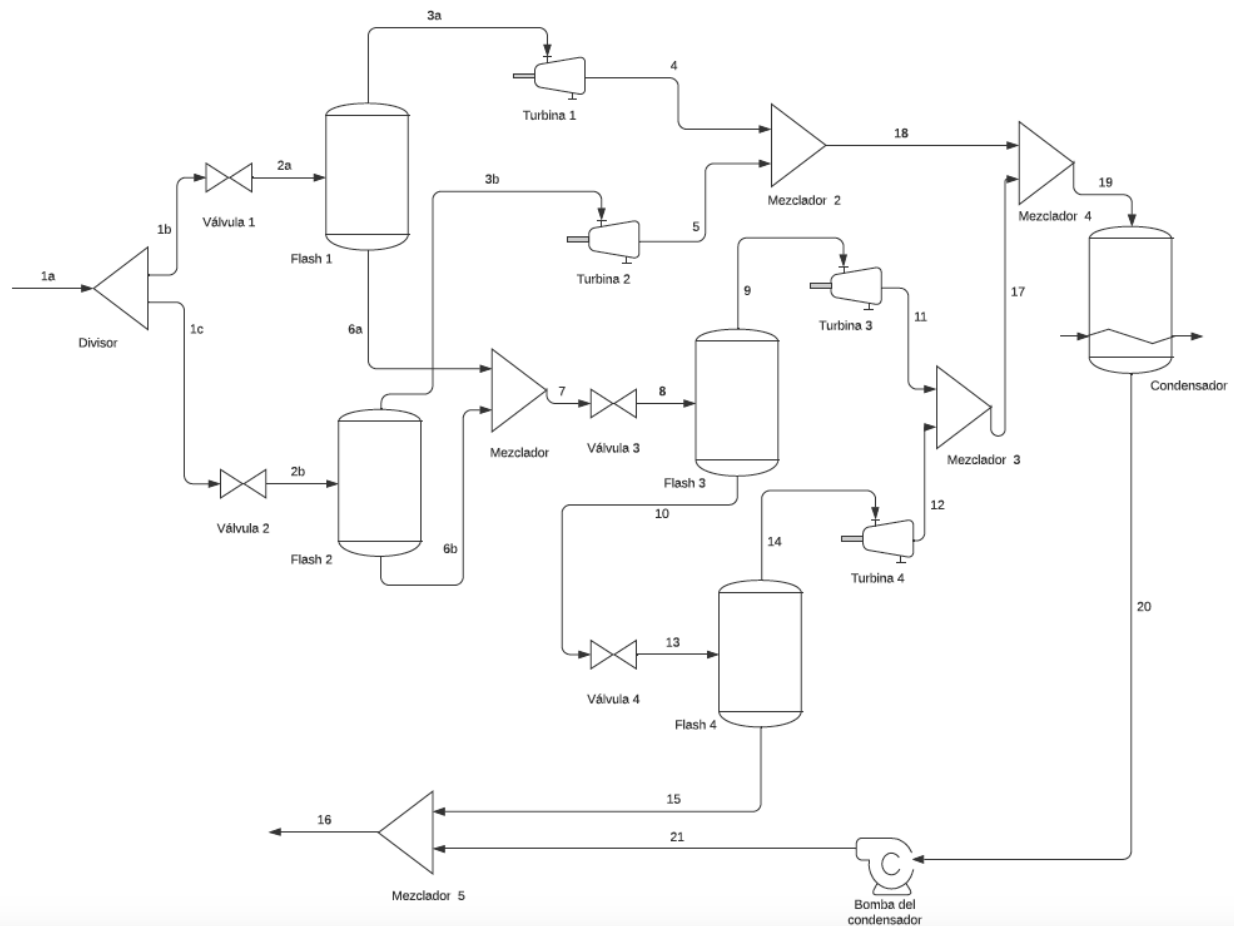 3a
4
Turbina 1
18
19
Mezclador 2
Mezclador 4
2a
3b
1b
Válvula 1
5
Flash 1
Turbina 2
1a
9
17
11
Turbina 3
1c
6a
Divisor
7
8
Condensador
Válvula 3
Mezclador
Mezclador 3
2b
Flash 3
12
10
Válvula 2
6b
14
Flash 2
Turbina 4
20
13
Válvula 4
Flash 4
15
16
21
Mezclador 5
C
Bomba del
condensador